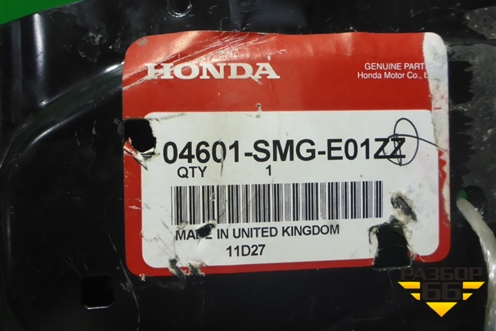 HONDA
GENUINE PARTS
Honda Motor Co., L
04601-SMG-E01ZZ
QTY 1
MADE IN UNITED KINGDOM
11D27
РАЗБОР
66